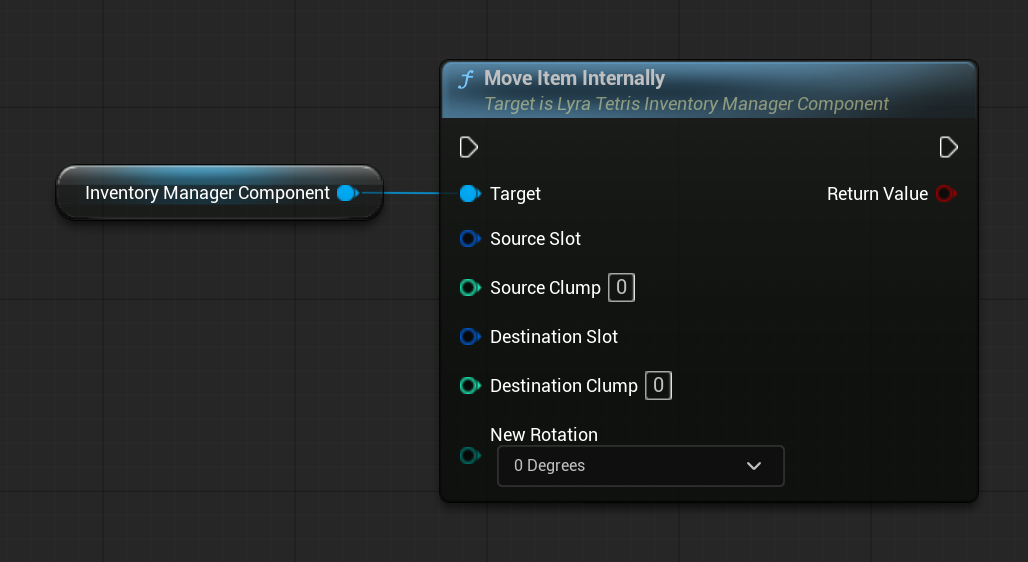 Move Item Internally
Target is Lyra Tetris Inventory Manager Component
Inventory Manager Component
Target
Return Value
Source Slot
Source Clump 0
Destination Slot
Destination Clump 0
New Rotation
0 Degrees